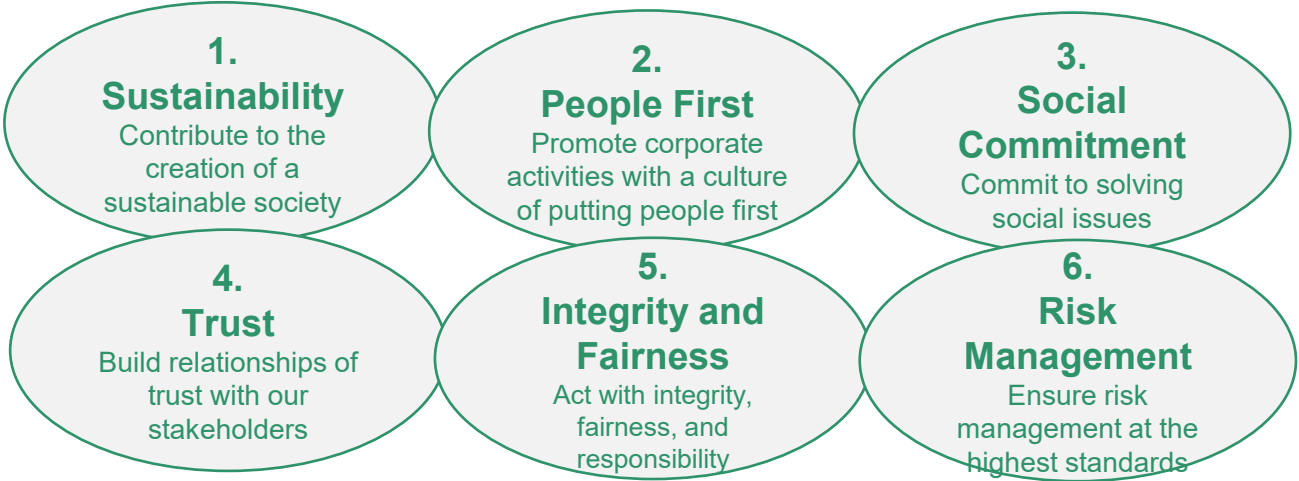 1.
Sustainability
Contribute to the
creation of a
sustainable society
2.
People First
Promote corporate
activities with a culture
of putting people first
3.
Social
Commitment
Commit to solving
social issues
4.
Trust
Build relationships of
trust with our
stakeholders
5.
Integrity and
Fairness
Act with integrity,
fairness, and
responsibility
6.
Risk
Management
Ensure risk
management at the
highest standards